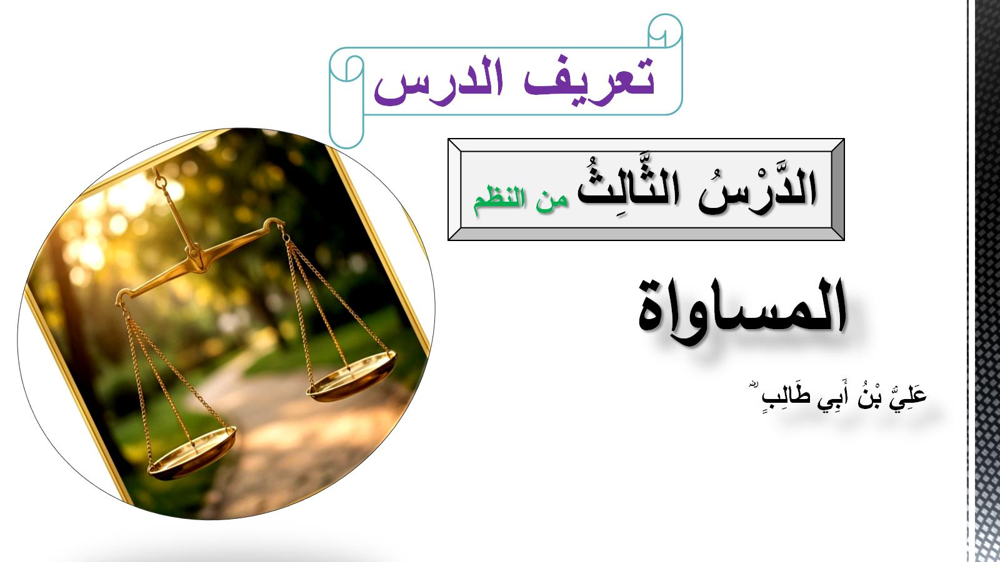 تعريف الدرس
الدَّرْسُ الثَّالِثُ من النظم
المساواة
عَلِيُّ بْنُ أَبِي طَالِبٍ ؓ